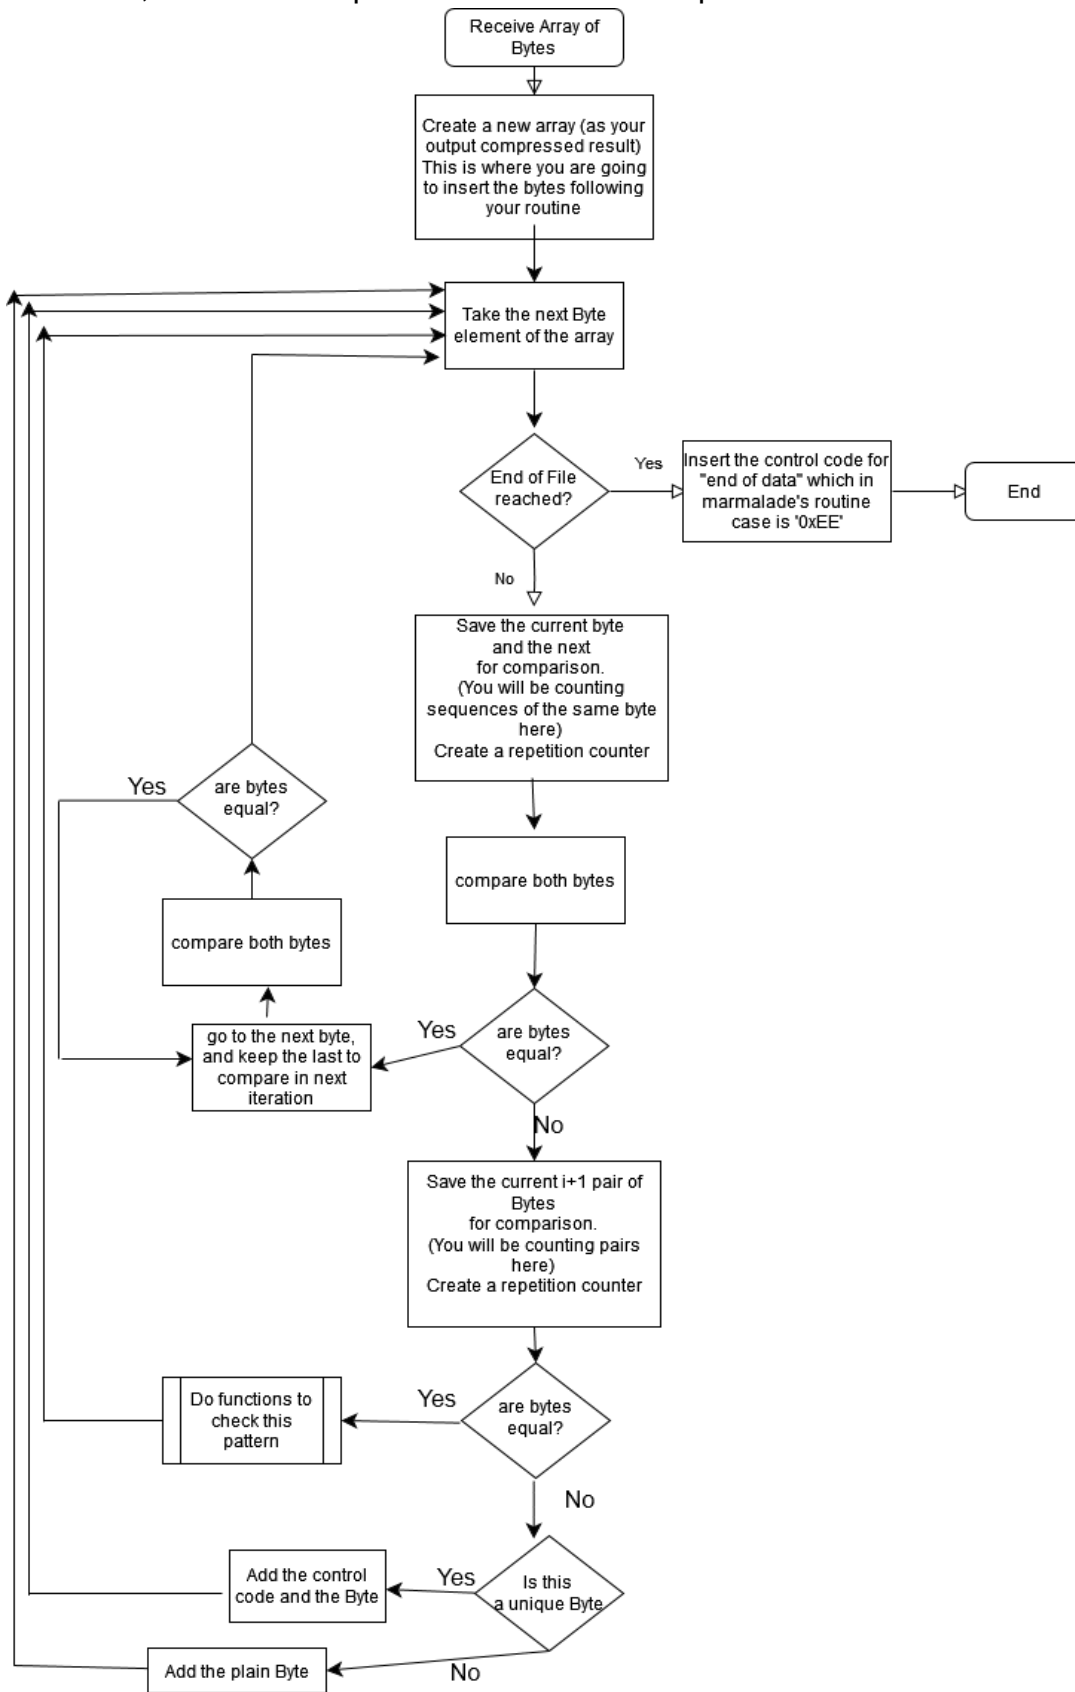 Receive Array of
Bytes
Create a new array (as your
output compressed result)
This is where you are going
to insert the bytes following
your routine
Take the next Byte
element of the array
End of File
reached?
Yes
Insert the control code for
"end of data" which in
marmalade's routine
case is '0xEE'
End
No
Save the current byte
and the next
for comparison.
(You will be counting
sequences of the same byte
here)
Create a repetition counter
Yes
are bytes
equal?
compare both bytes
compare both bytes
go to the next byte,
and keep the last to
compare in next
iteration
Yes
are bytes
equal?
No
Save the current i+1 pair of
Bytes
for comparison.
(You will be counting pairs
here)
Create a repetition counter
Do functions to
check this
pattern
Yes
are bytes
equal?
No
Add the control
code and the Byte
Yes
Is this
a unique Byte
Add the plain Byte
No